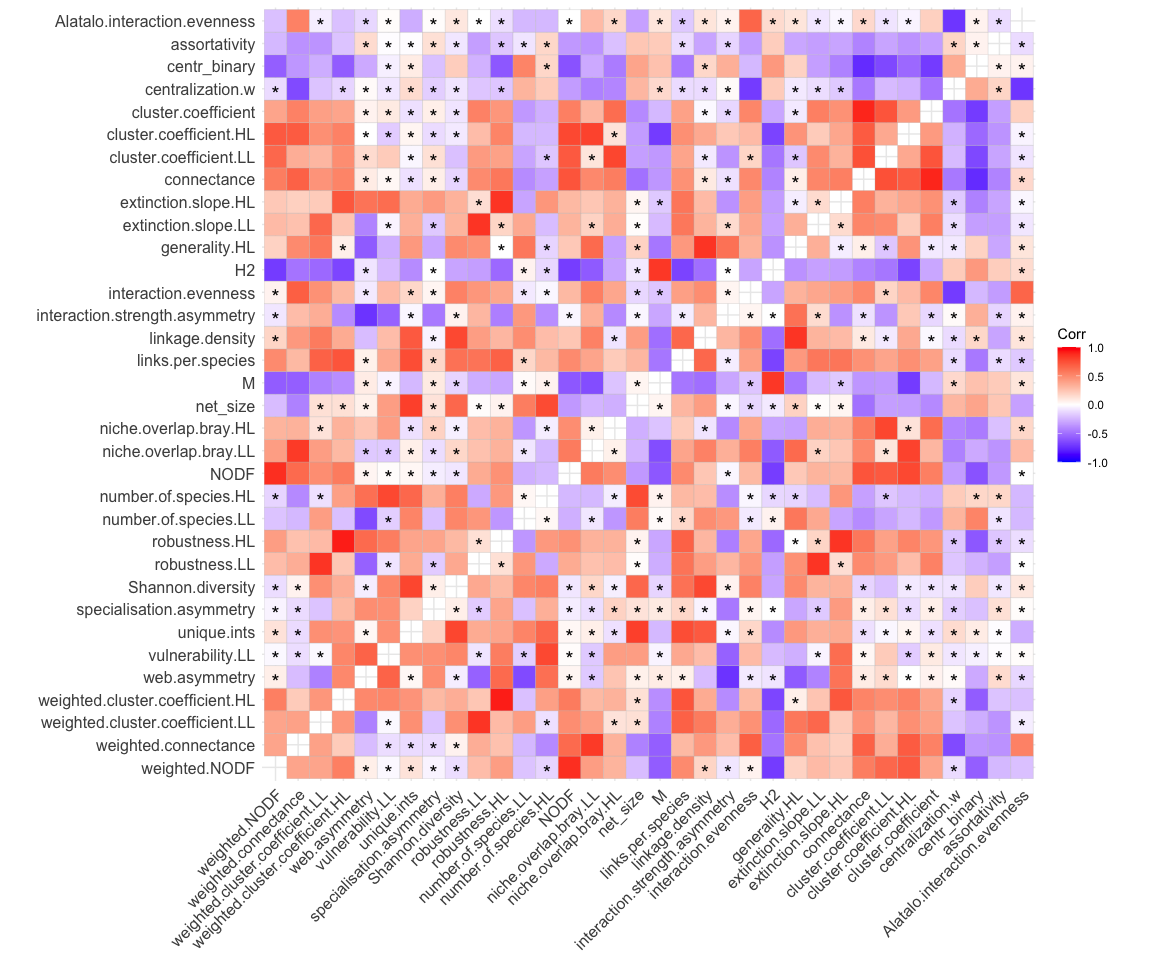 Alatalo.interaction.evenness
assortativity
centr_binary
centralization.w
cluster.coefficient
cluster.coefficient.HL
cluster.coefficient.LL
connectance
extinction.slope.HL
extinction.slope.LL
generality.HL
H2
interaction.evenness
interaction.strength.asymmetry
linkage.density
links.per.species
M
net_size
niche.overlap.bray.HL
niche.overlap.bray.LL
NODF
number.of.species.HL
number.of.species.LL
robustness.HL
robustness.LL
Shannon.diversity
specialisation.asymmetry
unique.ints
vulnerability.LL
web.asymmetry
weighted.cluster.coefficient.HL
weighted.cluster.coefficient.LL
weighted.connectance
weighted.NODF
weighted.NODF
weighted.connectance
weighted.cluster.coefficient.LL
weighted.cluster.coefficient.HL
web.asymmetry
vulnerability.LL
unique.ints
specialisation.asymmetry
Shannon.diversity
robustness.LL
robustness.HL
number.of.species.LL
number.of.species.HL
NODF
niche.overlap.bray.LL
niche.overlap.bray.HL
net_size
M
links.per.species
linkage.density
interaction.strength.asymmetry
interaction.evenness
H2
generality.HL
extinction.slope.LL
extinction.slope.HL
connectance
cluster.coefficient.LL
cluster.coefficient.HL
cluster.coefficient
centralization.w
centr_binary
assortativity
Alatalo.interaction.evenness
Corr
1.0
0.5
0.0
-0.5
-1.0